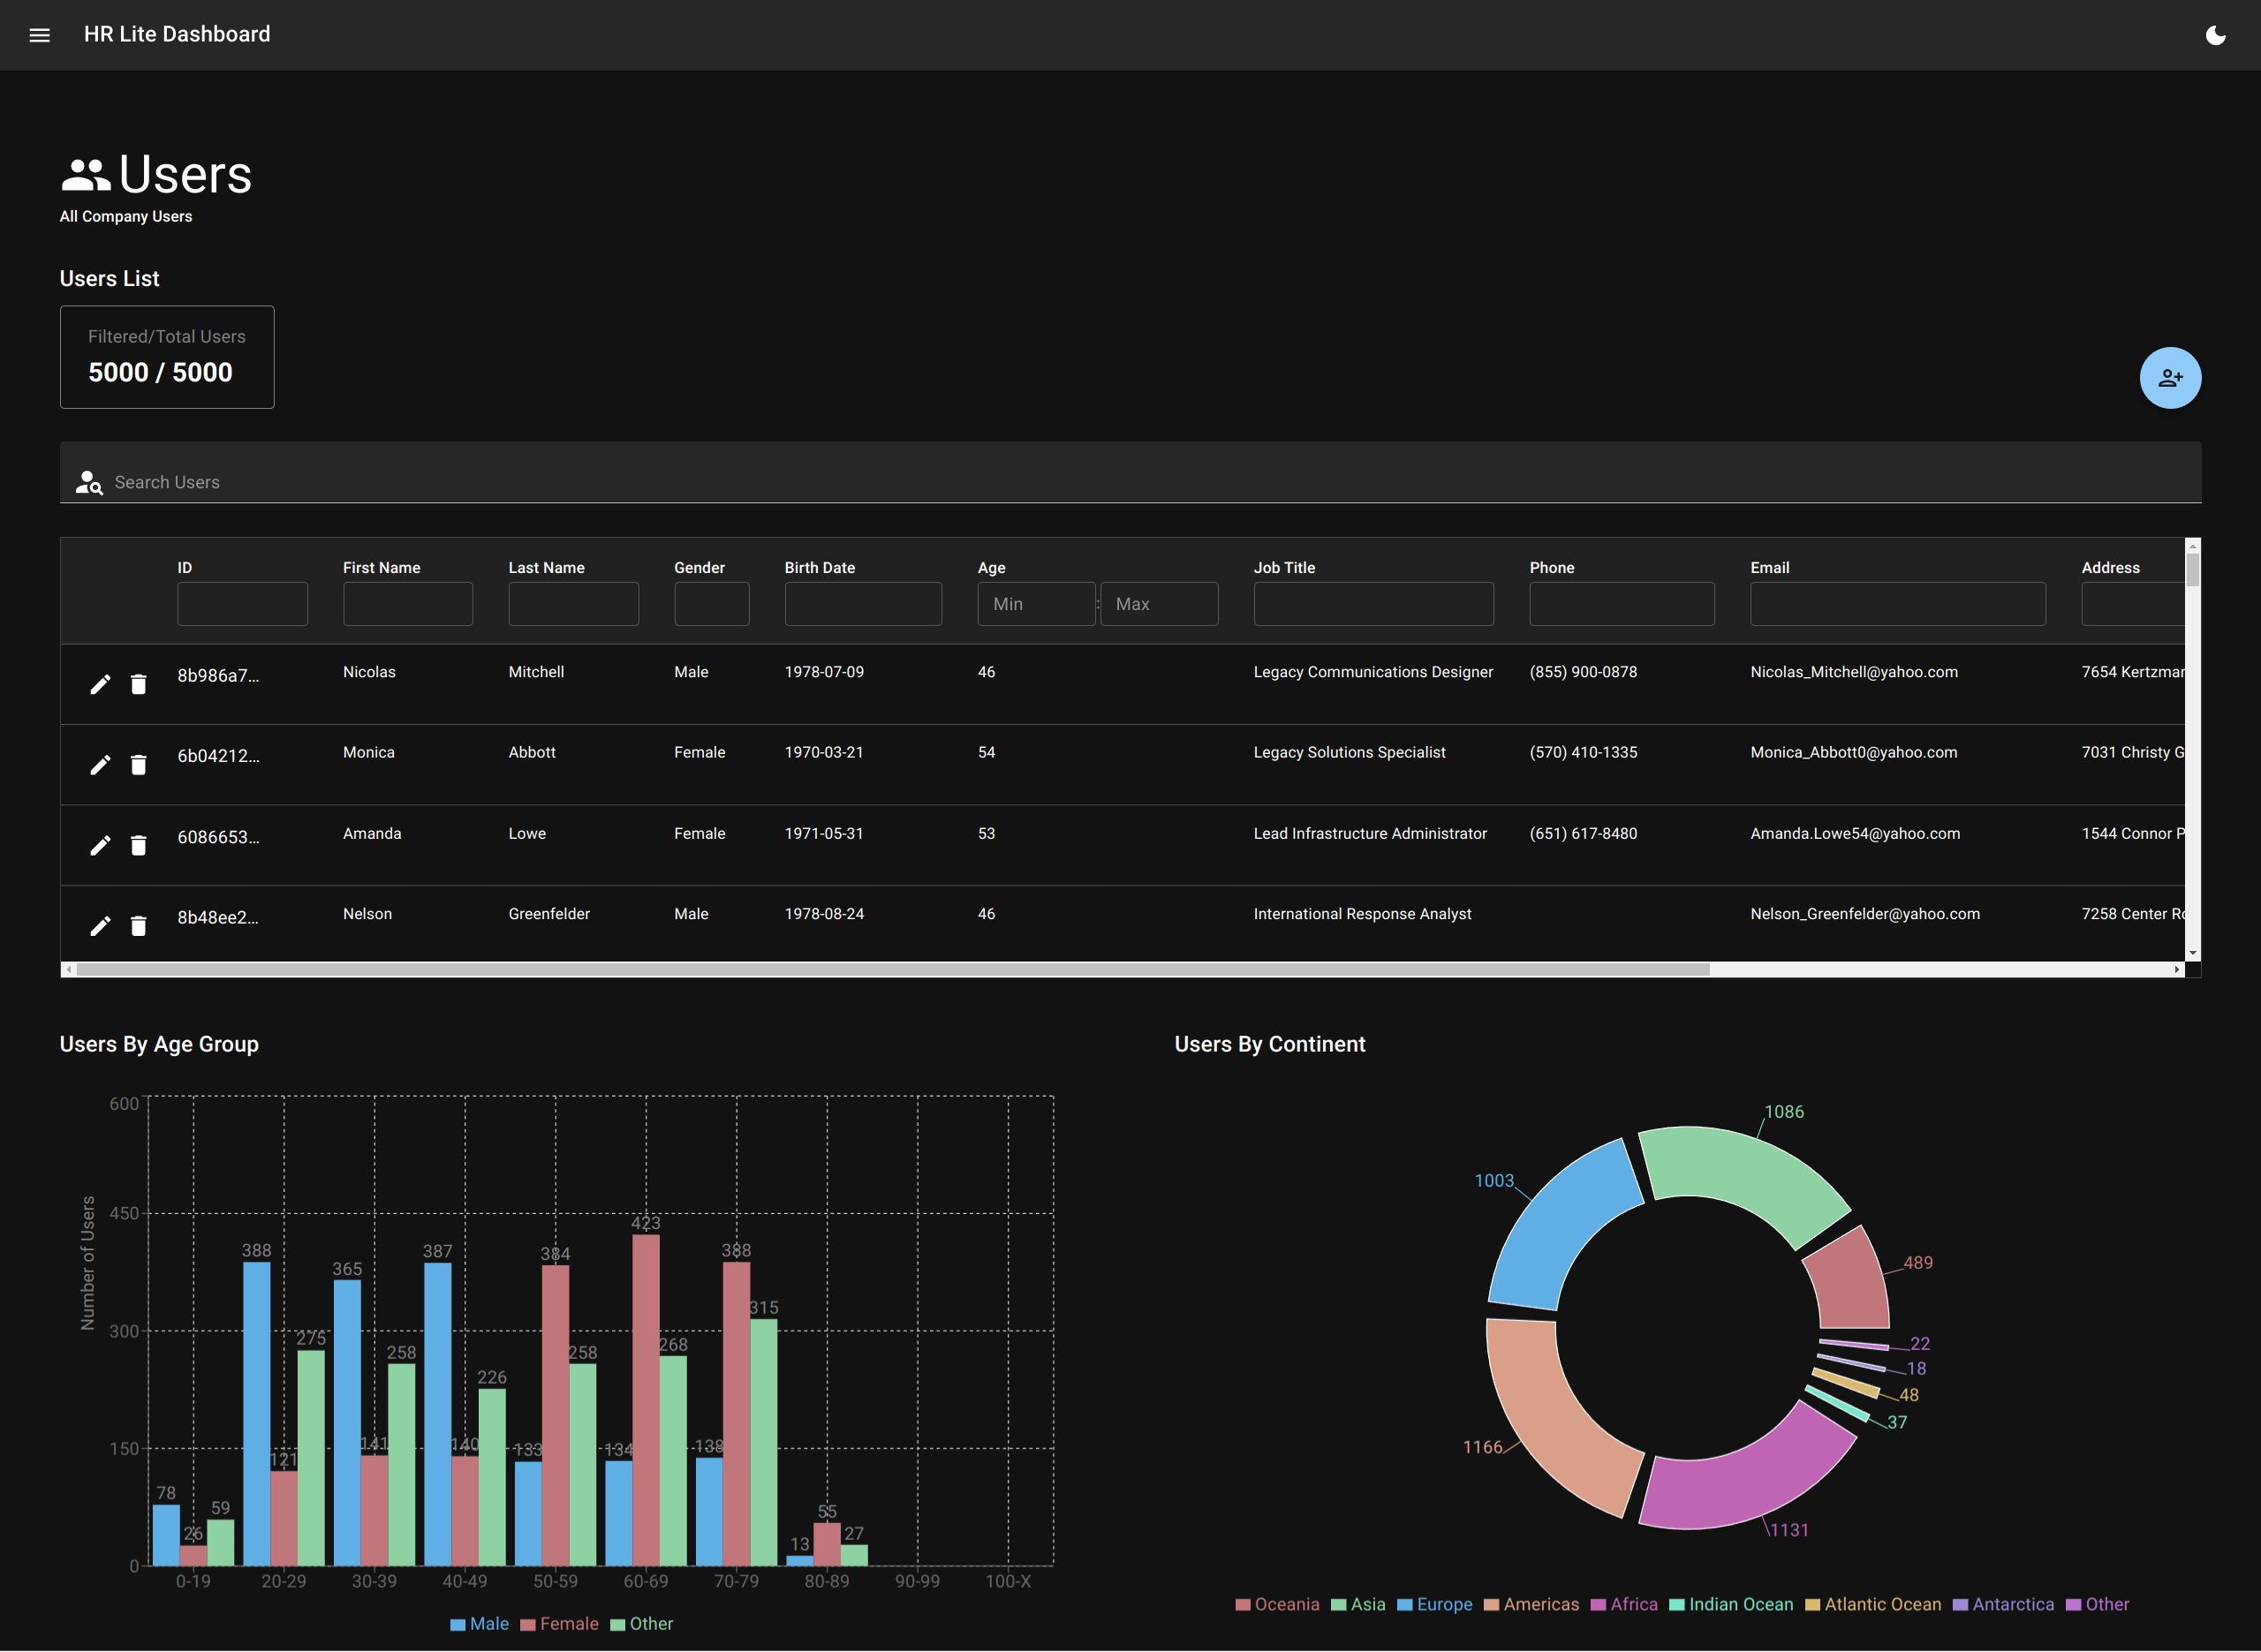 HR Lite Dashboard
Users
All Company Users
Users List
Filtered/Total Users
5000 / 5000
Search Users
ID First Name Last Name Gender Birth Date Age Job Title Phone Email Address
Min : Max
8b986a7... Nicolas Mitchell Male 1978-07-09 46 Legacy Communications Designer (855) 900-0878 Nicolas_Mitchell@yahoo.com 7654 Kertzmar
6b04212... Monica Abbott Female 1970-03-21 54 Legacy Solutions Specialist (570) 410-1335 Monica_Abbott0@yahoo.com 7031 Christy G
6086653... Amanda Lowe Female 1971-05-31 53 Lead Infrastructure Administrator (651) 617-8480 Amanda.Lowe54@yahoo.com 1544 Connor P
8b48ee2... Nelson Greenfelder Male 1978-08-24 46 International Response Analyst Nelson_Greenfelder@yahoo.com 7258 Center Ro
Users By Age Group
Number of Users
600
450
300
150
0
78 26 59
388 121 275
365 141 258
387 140 226
133 384 258
134 423 268
138 388 315
13 55 27
0-19 20-29 30-39 40-49 50-59 60-69 70-79 80-89 90-99 100-X
Male Female Other
Users By Continent
1086
1003
489
22
18
48
37
1166
1131
Oceania Asia Europe Americas Africa Indian Ocean Atlantic Ocean Antarctica Other